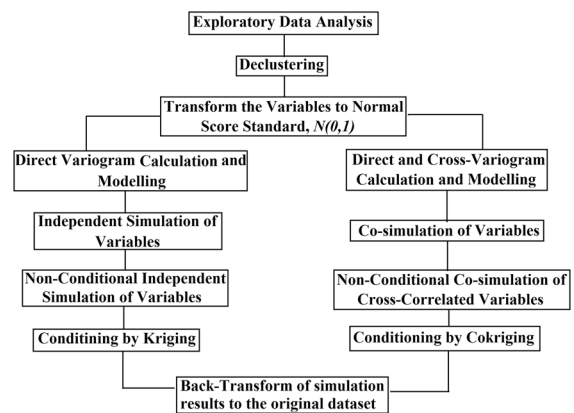 Exploratory Data Analysis
Declustering
Transform the Variables to Normal
Score Standard, N(0,1)
Direct Variogram Calculation and
Modelling
Independent Simulation of
Variables
Non-Conditional Independent
Simulation of Variables
Conditining by Kriging
Direct and Cross-Variogram
Calculation and Modelling
Co-simulation of Variables
Non-Conditional Co-simulation of
Cross-Correlated Variables
Conditioning by Cokriging
Back-Transform of simulation
results to the original dataset